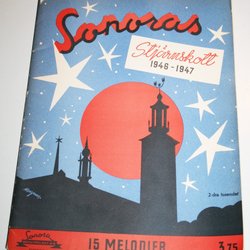 Sonoras
Stjärnskott
1946-1947
2-dra tusendet
Sonora
15 MELODIER
3.75